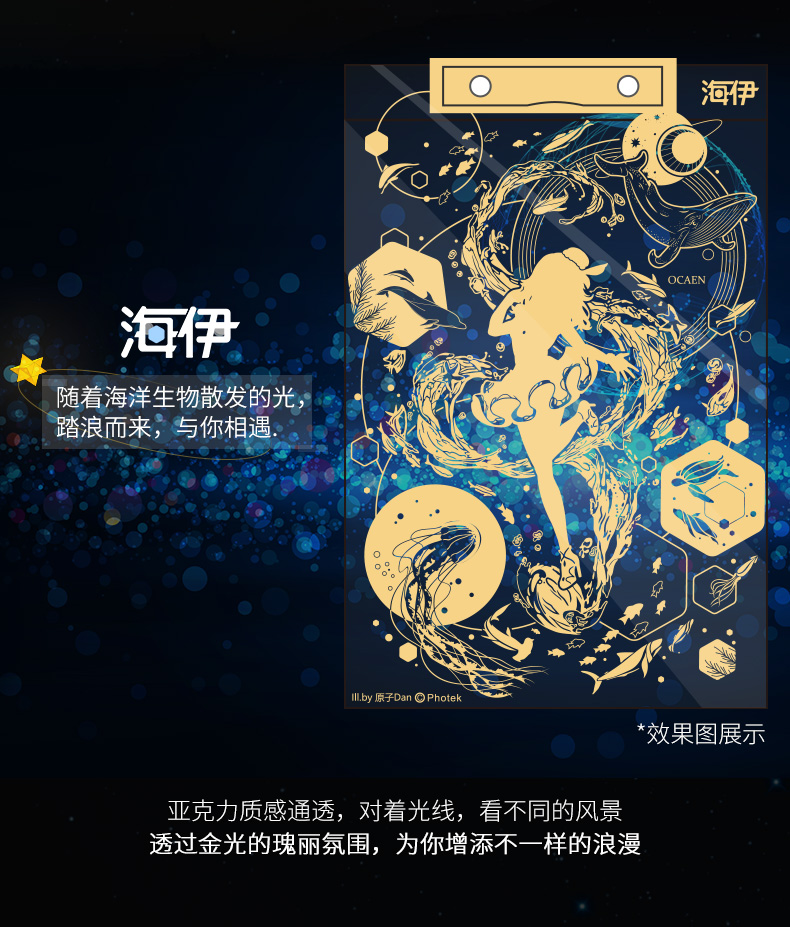 海伊
随着海洋生物散发的光，
踏浪而来，与你相遇.
海伊
OCAEN
Ill.by 原子Dan © Photek
*效果图展示
亚克力质感通透，对着光线，看不同的风景
透过金光的瑰丽氛围，为你增添不一样的浪漫